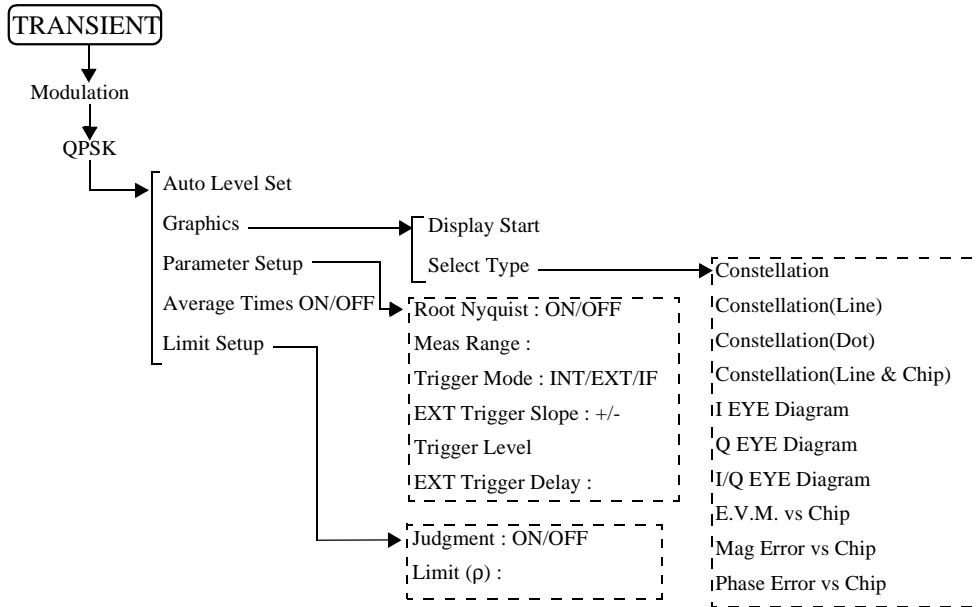 TRANSIENT
Modulation
QPSK
Auto Level Set
Graphics
Parameter Setup
Average Times ON/OFF
Limit Setup
Display Start
Select Type
Root Nyquist : ON/OFF
Meas Range :
Trigger Mode : INT/EXT/IF
EXT Trigger Slope : +/-
Trigger Level
EXT Trigger Delay :
Judgment : ON/OFF
Limit (ρ) :
Constellation
Constellation(Line)
Constellation(Dot)
Constellation(Line & Chip)
I EYE Diagram
Q EYE Diagram
I/Q EYE Diagram
E.V.M. vs Chip
Mag Error vs Chip
Phase Error vs Chip